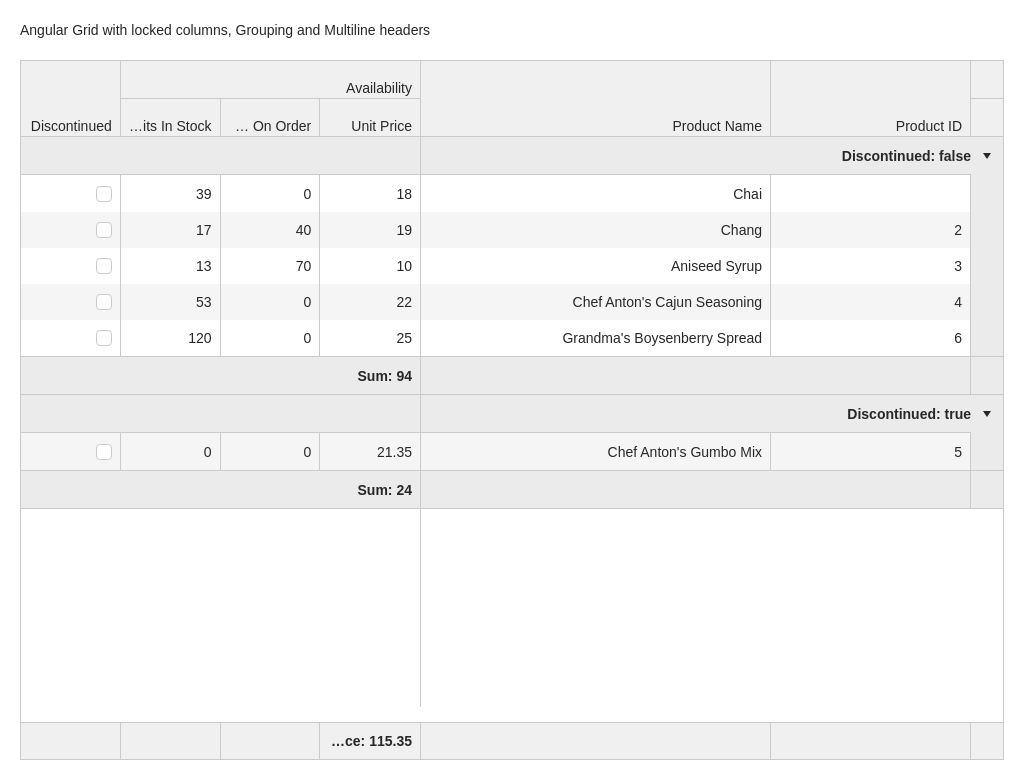 Angular Grid with locked columns, Grouping and Multiline headers
Availability
Discontinued …its In Stock … On Order Unit Price Product Name Product ID
Discontinued: false
39 0 18 Chai
17 40 19 Chang 2
13 70 10 Aniseed Syrup 3
53 0 22 Chef Anton's Cajun Seasoning 4
120 0 25 Grandma's Boysenberry Spread 6
Sum: 94
Discontinued: true
0 0 21.35 Chef Anton's Gumbo Mix 5
Sum: 24
…ce: 115.35